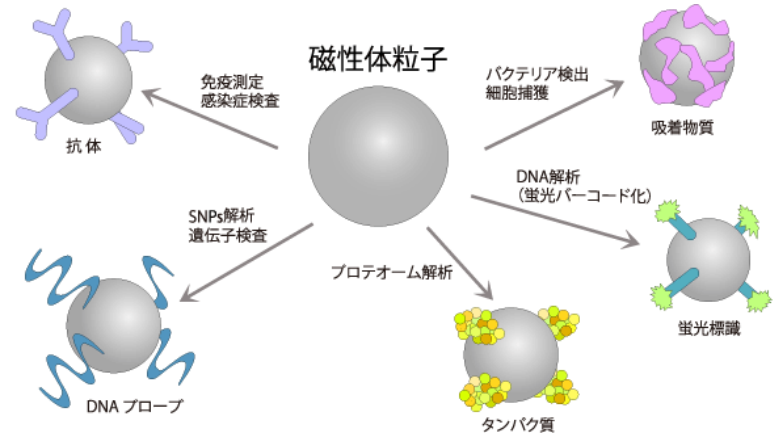 磁性体粒子
免疫測定
感染症検査
抗体
バクテリア検出
細胞捕獲
吸着物質
DNA解析
（蛍光バーコード化）
蛍光標識
SNPs解析
遺伝子検査
DNA プローブ
プロテオーム解析
タンパク質